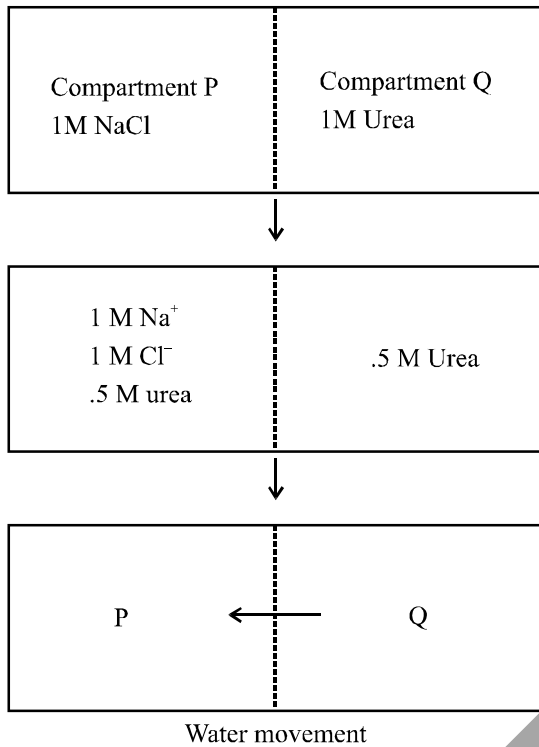 Compartment P
1M NaCl
Compartment Q
1M Urea
1 M Na⁺
1 M Cl⁻
.5 M urea
.5 M Urea
P
Q
Water movement